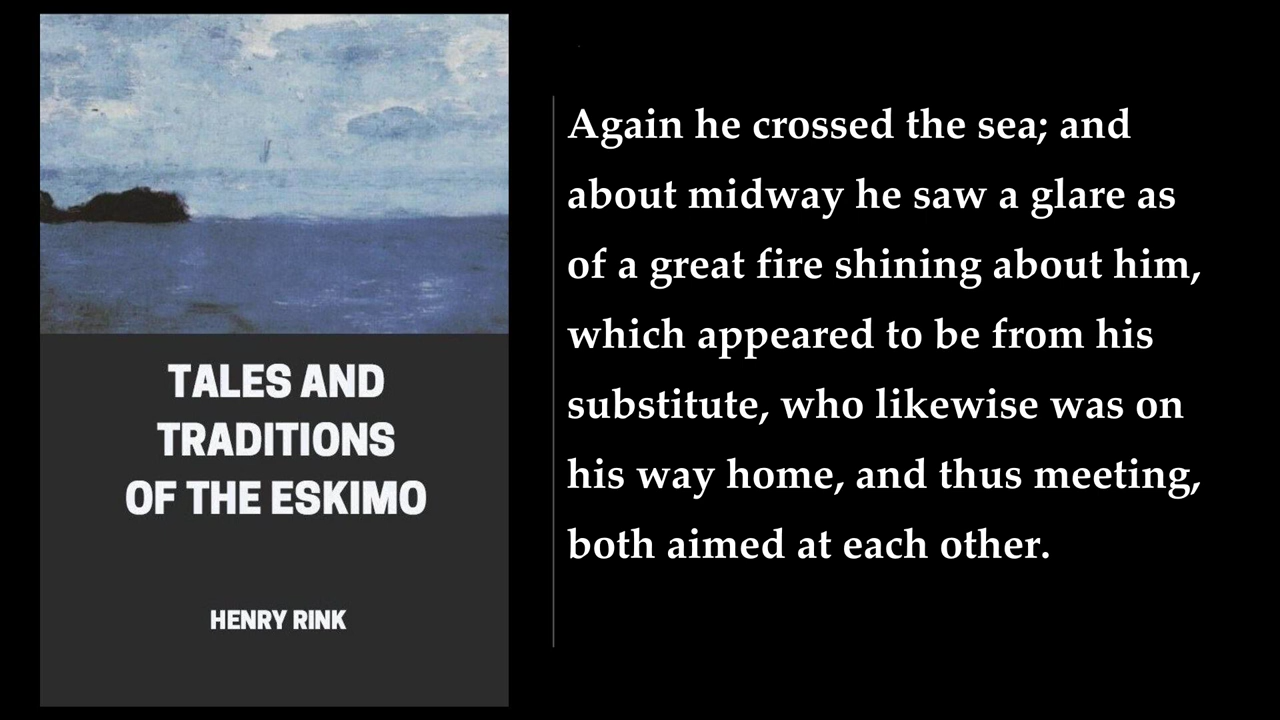 TALES AND
TRADITIONS
OF THE ESKIMO
HENRY RINK
Again he crossed the sea; and
about midway he saw a glare as
of a great fire shining about him,
which appeared to be from his
substitute, who likewise was on
his way home, and thus meeting,
both aimed at each other.